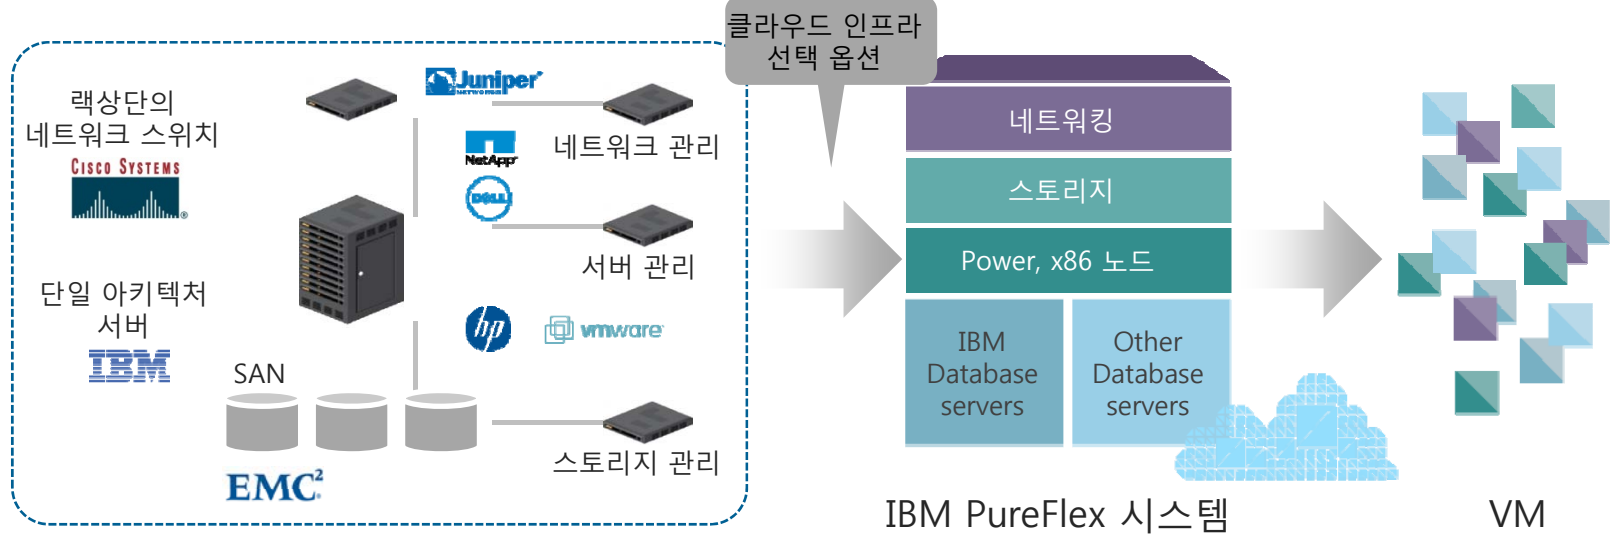 클라우드 인프라
선택 옵션
랙상단의
네트워크 스위치
CISCO SYSTEMS
단일 아키텍처
서버
IBM
Juniper
NETWORKS
네트워크 관리
NetApp
DELL
서버 관리
hp
vmware
SAN
스토리지 관리
EMC²
네트워킹
스토리지
Power, x86 노드
IBM
Database
servers
Other
Database
servers
IBM PureFlex 시스템
VM